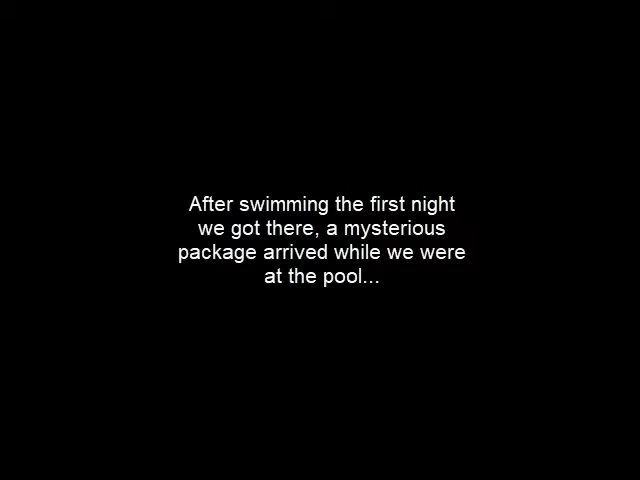 After swimming the first night
we got there, a mysterious
package arrived while we were
at the pool...